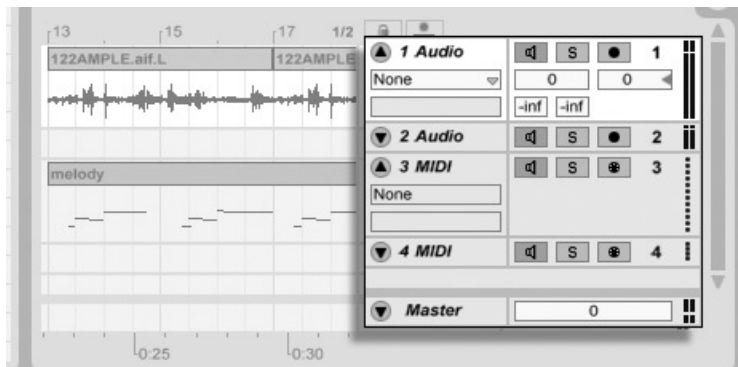 13 15 17 1/2
122AMPLE.aif.L 122AMPLE
1 Audio S 1
None 0 0
-inf -inf
2 Audio S 2
melody
3 MIDI S 3
None
4 MIDI S 4
Master 0
0:25 0:30